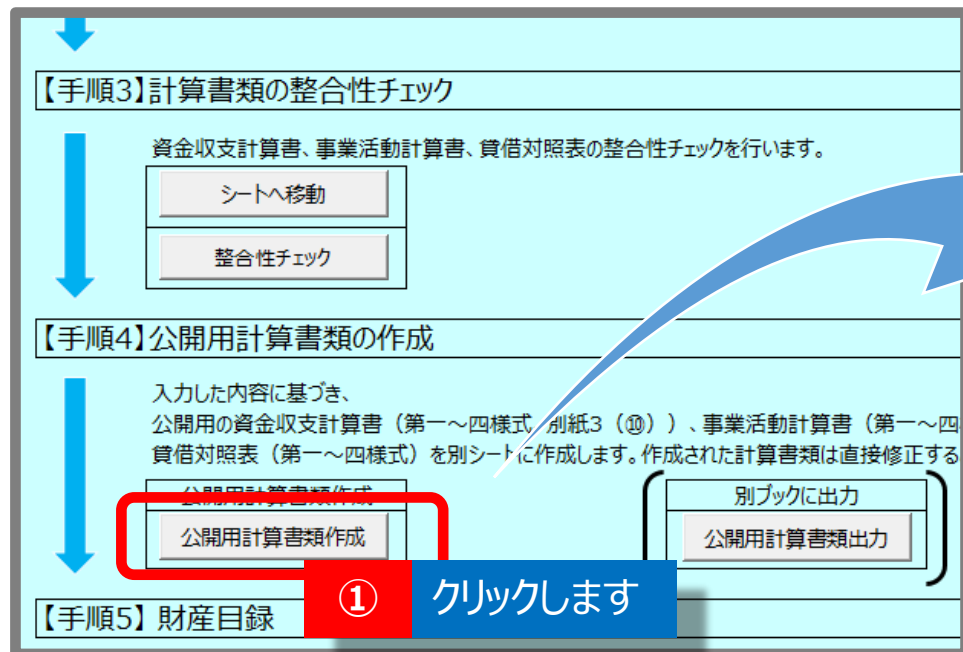 【手順3】計算書類の整合性チェック
資金収支計算書、事業活動計算書、貸借対照表の整合性チェックを行います。
シートへ移動
整合性チェック
【手順4】公開用計算書類の作成
入力した内容に基づき、
公開用の資金収支計算書（第一～四様式、別紙3（⑩））、事業活動計算書（第一～四
貸借対照表（第一～四様式）を別シートに作成します。作成された計算書類は直接修正する
公開用計算書類作成
別ブックに出力
公開用計算書類作成
公開用計算書類出力
① クリックします
【手順5】財産目録